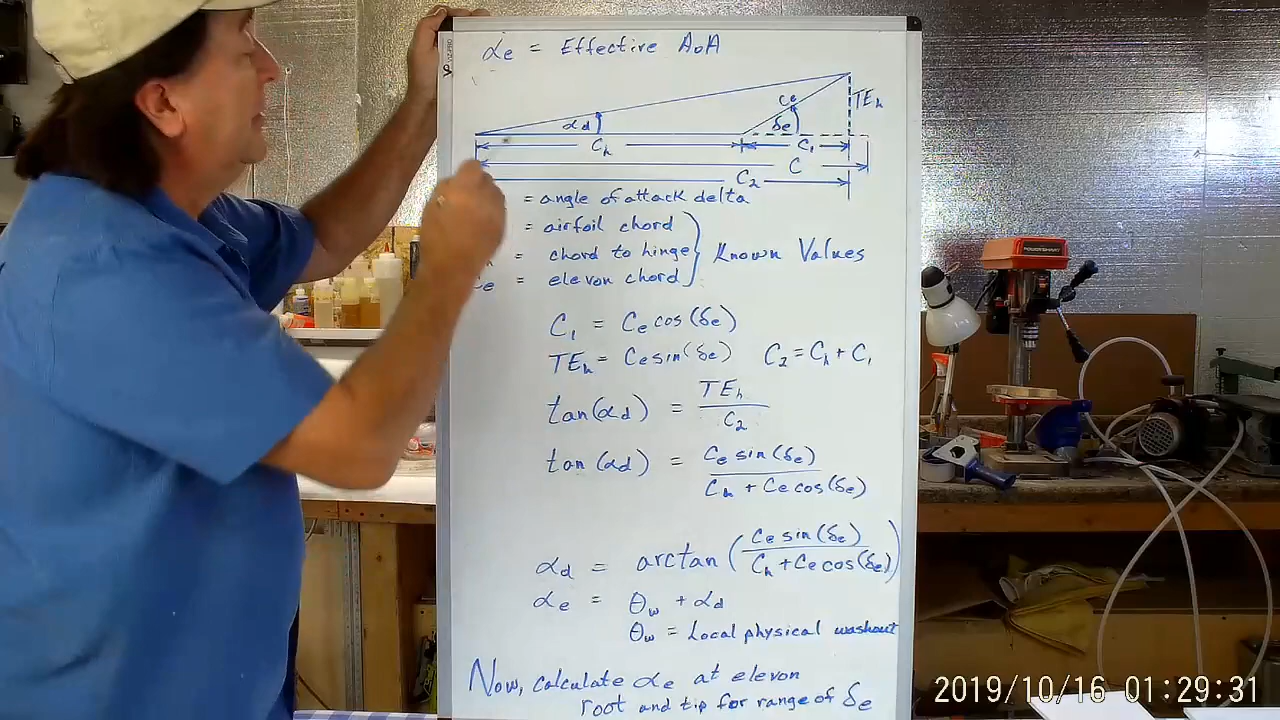 αe = Effective AoA
TEh
ce
αd
δe
Ch
C1
C
C2
= angle of attack delta
= airfoil chord
= chord to hinge
Known Values
e = elevon chord
C1 = Ce cos(δe)
TEh = Ce sin(δe) C2 = Ch + C1
tan(αd) = TEh / C2
tan(αd) = Ce sin(δe) / Ch + Ce cos(δe)
αd = arctan (Ce sin(δe) / Ch + Ce cos(δe))
αe = θw + αd
θw = Local physical washout
Now, calculate αe at elevon
root and tip for range of δe
POWERSMART
2019/10/16 01:29:31